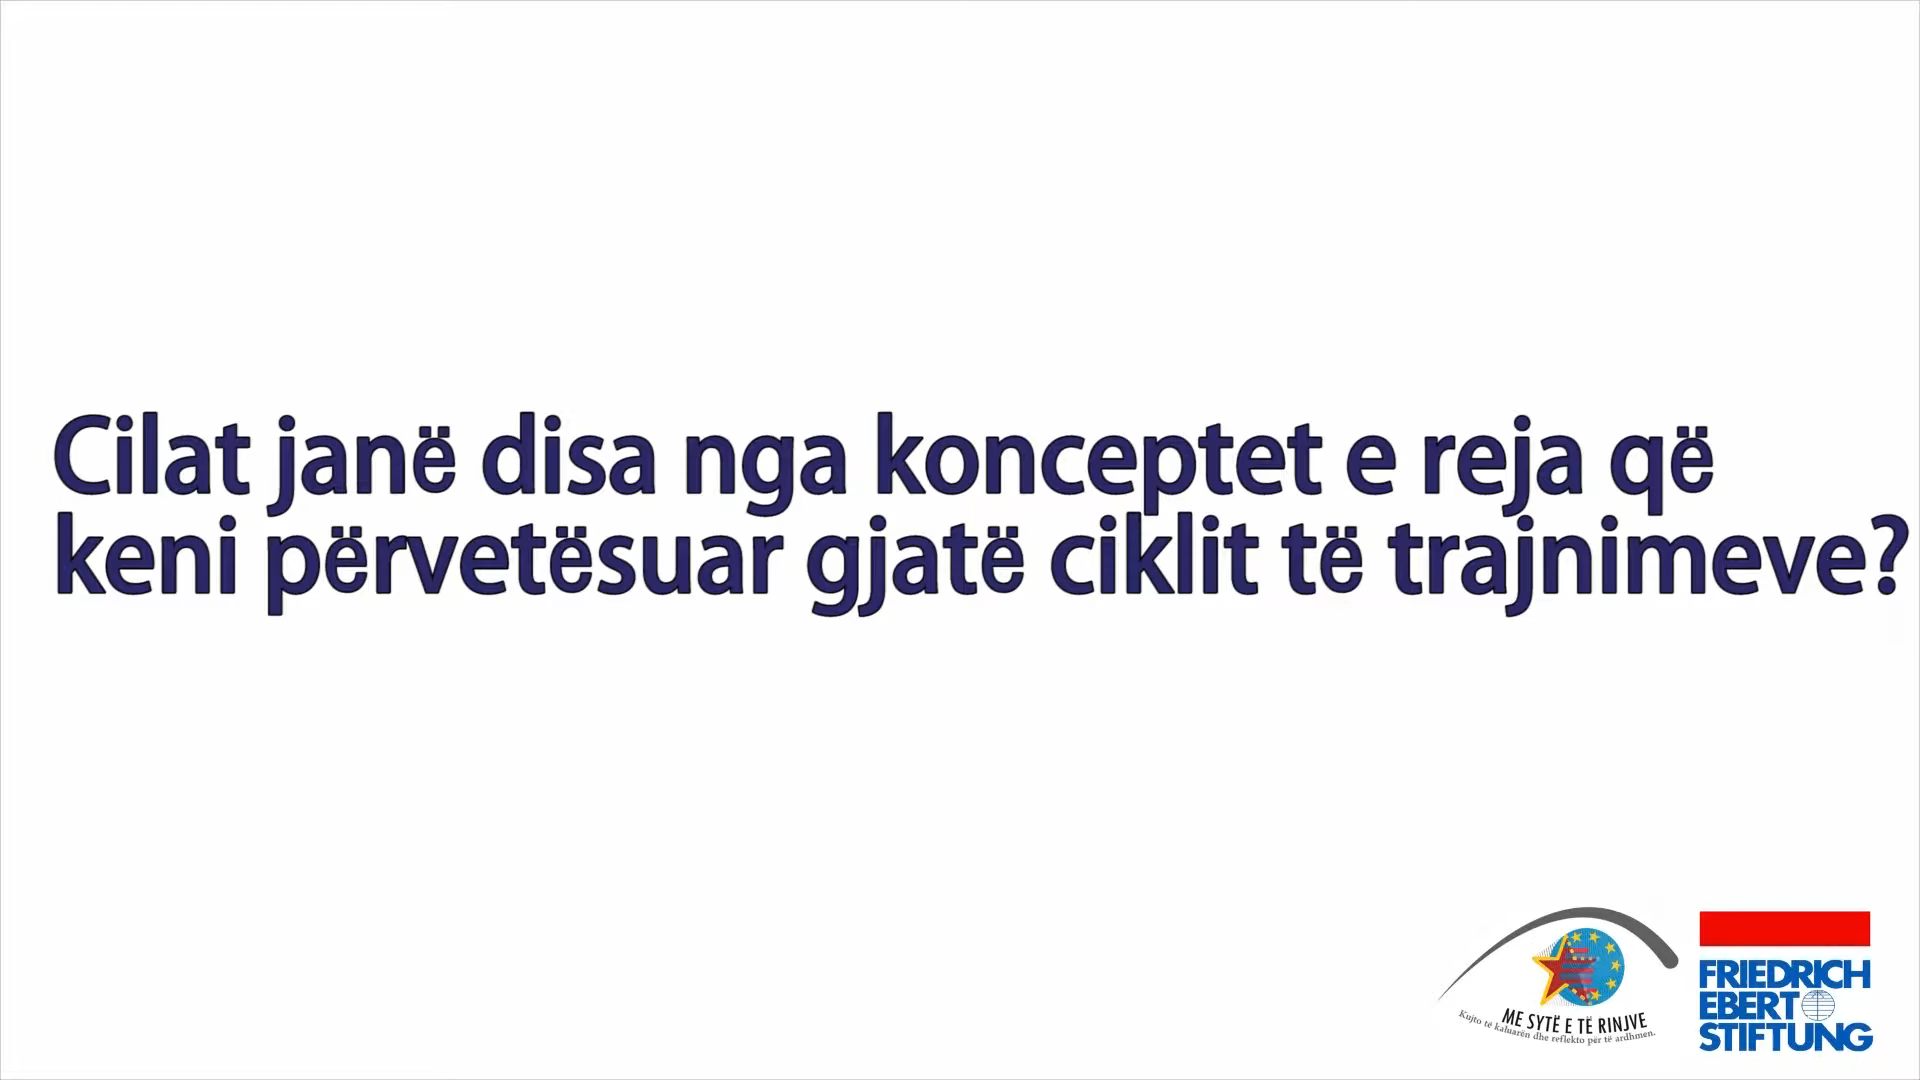 Cilat janë disa nga konceptet e reja që
keni përvetësuar gjatë ciklit të trajnimeve?
ME SYTË E TË RINJVE
Kujto të kaluarën dhe reflekto për të ardhmen.
FRIEDRICH
EBERT
STIFTUNG